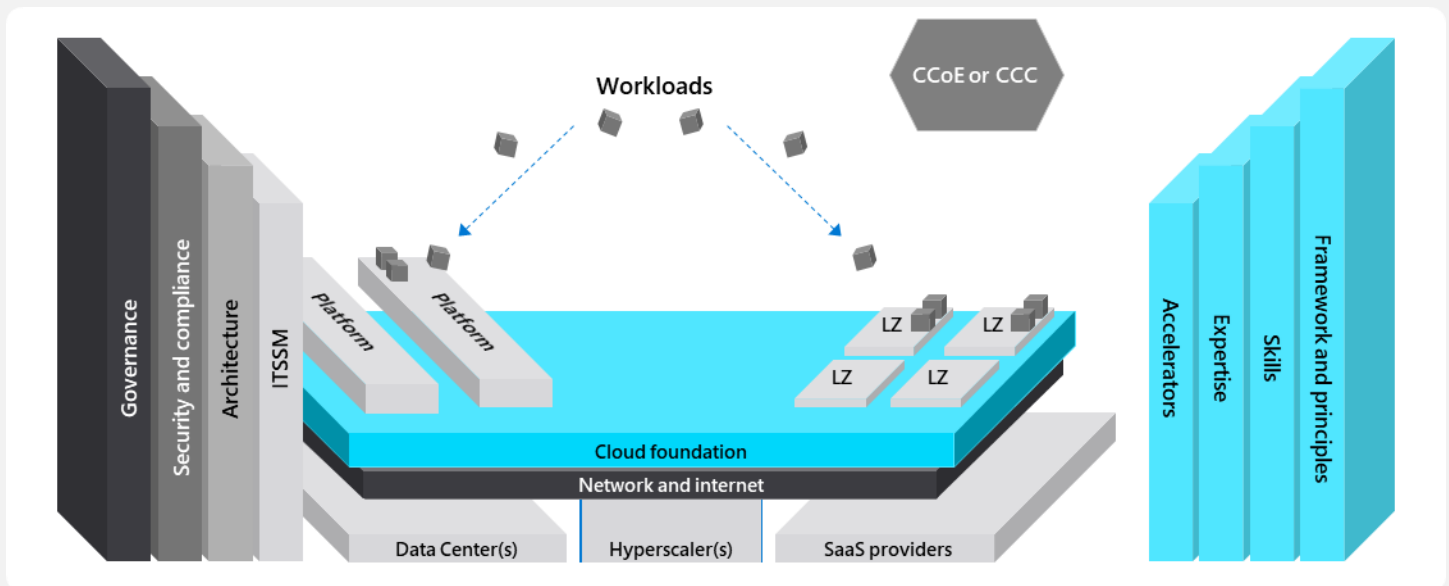 Workloads
CCoE or CCC
Governance
Security and compliance
Architecture
ITSSM
Platform
Platform
LZ
LZ
LZ
LZ
Cloud foundation
Network and internet
Data Center(s)
Hyperscaler(s)
SaaS providers
Accelerators
Expertise
Skills
Framework and principles